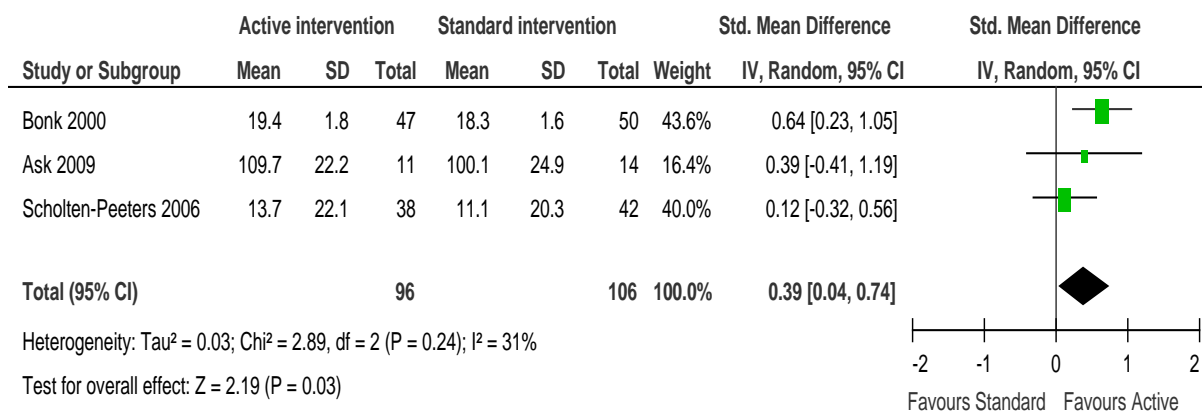 Active intervention Standard intervention Std. Mean Difference Std. Mean Difference
Study or Subgroup Mean SD Total Mean SD Total Weight IV, Random, 95% CI IV, Random, 95% CI
Bonk 2000 19.4 1.8 47 18.3 1.6 50 43.6% 0.64 [0.23, 1.05]
Ask 2009 109.7 22.2 11 100.1 24.9 14 16.4% 0.39 [-0.41, 1.19]
Scholten-Peeters 2006 13.7 22.1 38 11.1 20.3 42 40.0% 0.12 [-0.32, 0.56]
Total (95% CI) 96 106 100.0% 0.39 [0.04, 0.74]
Heterogeneity: Tau² = 0.03; Chi² = 2.89, df = 2 (P = 0.24); I² = 31%
Test for overall effect: Z = 2.19 (P = 0.03)
-2 -1 0 1 2
Favours Standard Favours Active